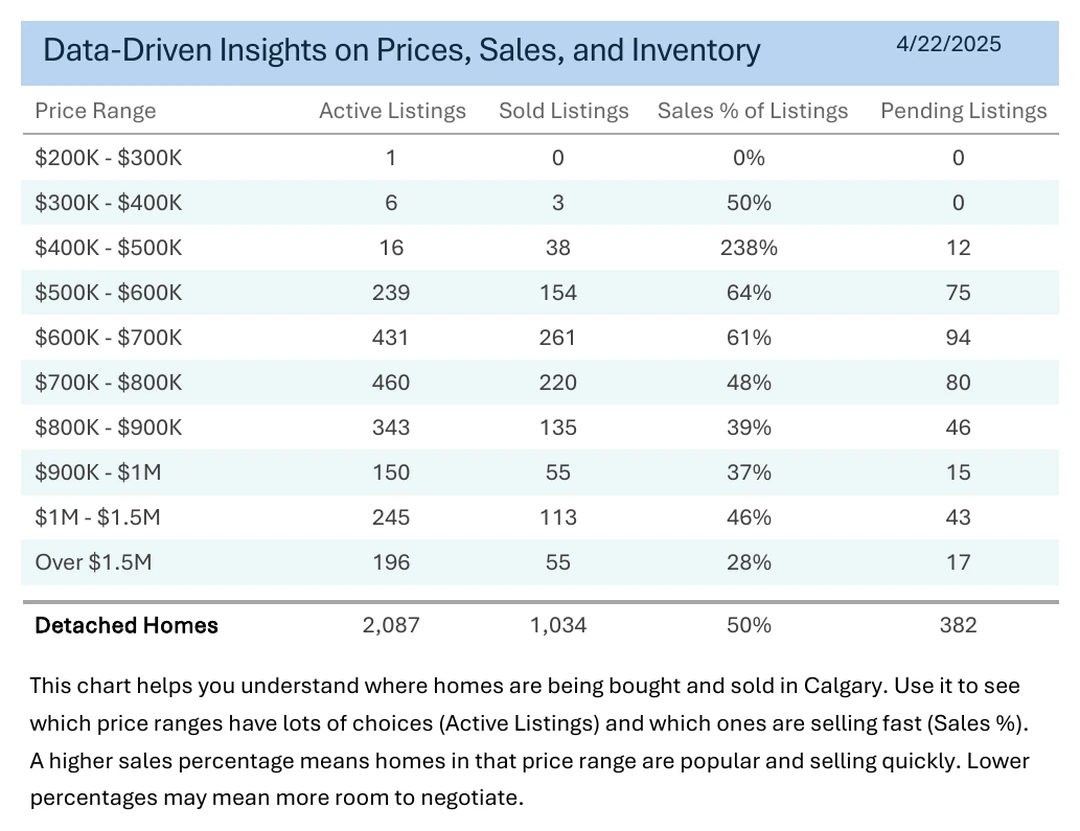 Data-Driven Insights on Prices, Sales, and Inventory 4/22/2025
Price Range Active Listings Sold Listings Sales % of Listings Pending Listings
$200K - $300K 1 0 0% 0
$300K - $400K 6 3 50% 0
$400K - $500K 16 38 238% 12
$500K - $600K 239 154 64% 75
$600K - $700K 431 261 61% 94
$700K - $800K 460 220 48% 80
$800K - $900K 343 135 39% 46
$900K - $1M 150 55 37% 15
$1M - $1.5M 245 113 46% 43
Over $1.5M 196 55 28% 17
Detached Homes 2,087 1,034 50% 382
This chart helps you understand where homes are being bought and sold in Calgary. Use it to see
which price ranges have lots of choices (Active Listings) and which ones are selling fast (Sales %).
A higher sales percentage means homes in that price range are popular and selling quickly. Lower
percentages may mean more room to negotiate.